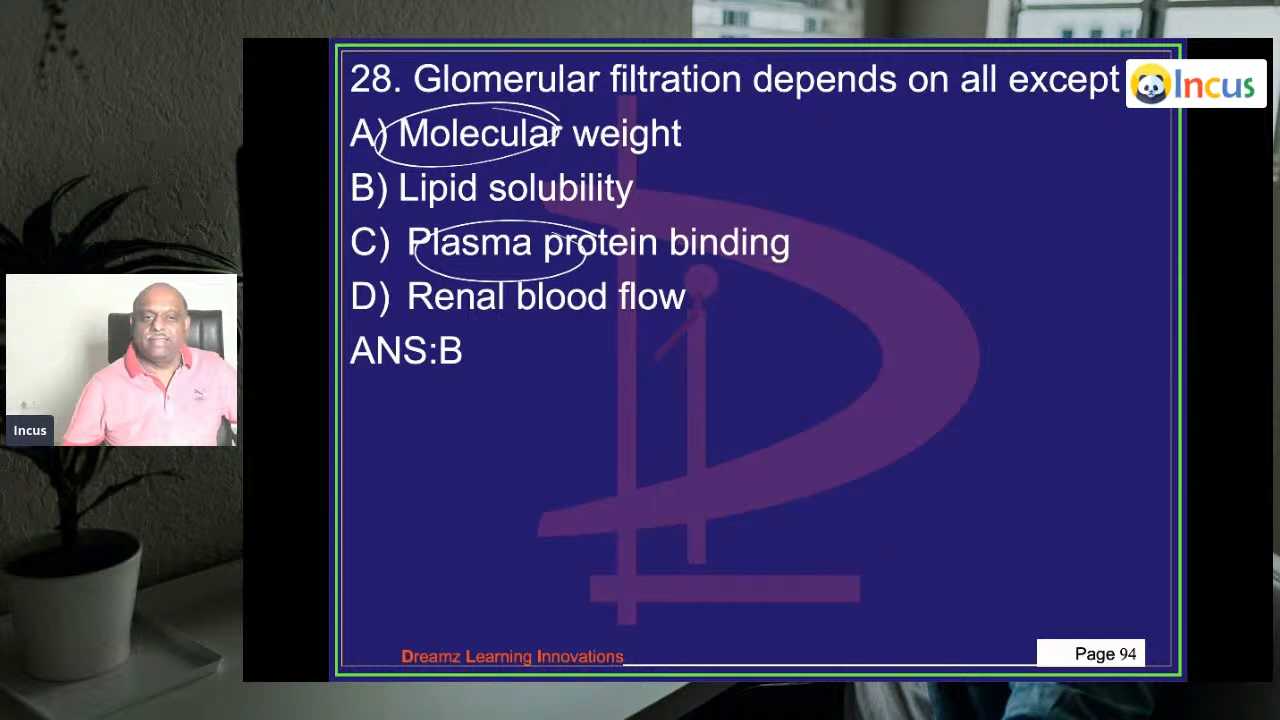 28. Glomerular filtration depends on all except
Incus
A) Molecular weight
B) Lipid solubility
C) Plasma protein binding
D) Renal blood flow
ANS:B
Incus
Dreamz Learning Innovations
Page 94